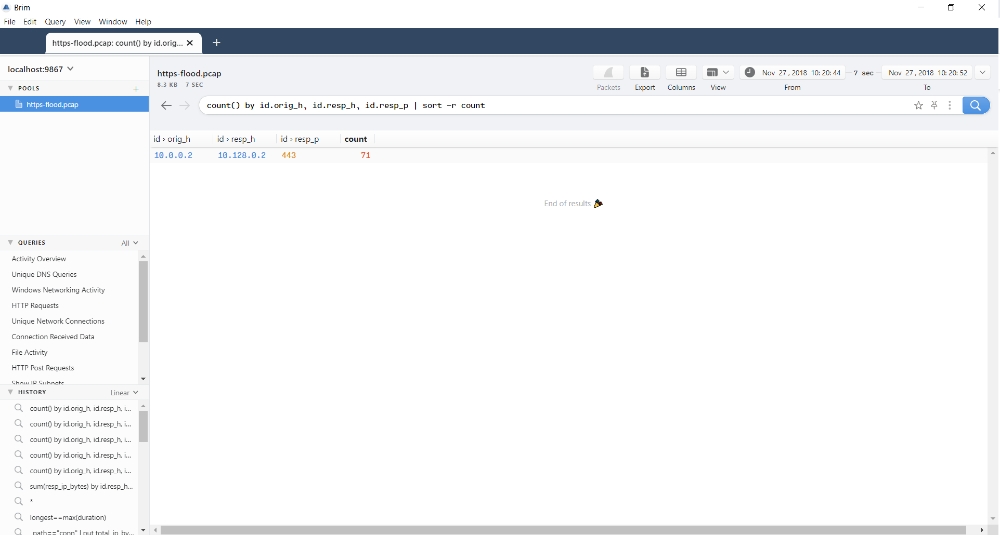 Brim
File Edit Query View Window Help
https-flood.pcap: count() by id.orig...
localhost:9867
POOLS
https-flood.pcap
https-flood.pcap
8.3 KB 7 SEC
Packets Export Columns View
Nov 27, 2018 10:20:44 7 sec Nov 27, 2018 10:20:52
From To
count() by id.orig_h, id.resp_h, id.resp_p | sort -r count
id › orig_h id › resp_h id › resp_p count
10.0.0.2 10.128.0.2 443 71
End of results
QUERIES All
Activity Overview
Unique DNS Queries
Windows Networking Activity
HTTP Requests
Unique Network Connections
Connection Received Data
File Activity
HTTP Post Requests
Show IP Subnets
HISTORY Linear
count() by id.orig_h, id.resp_h, i...
count() by id.orig_h, id.resp_h, i...
count() by id.orig_h, id.resp_h, i...
count() by id.orig_h, id.resp_h, i...
count() by id.orig_h, id.resp_h, i...
sum(resp_ip_bytes) by id.resp_h...
*
longest==max(duration)
_path=="conn" | put total_ip_by...